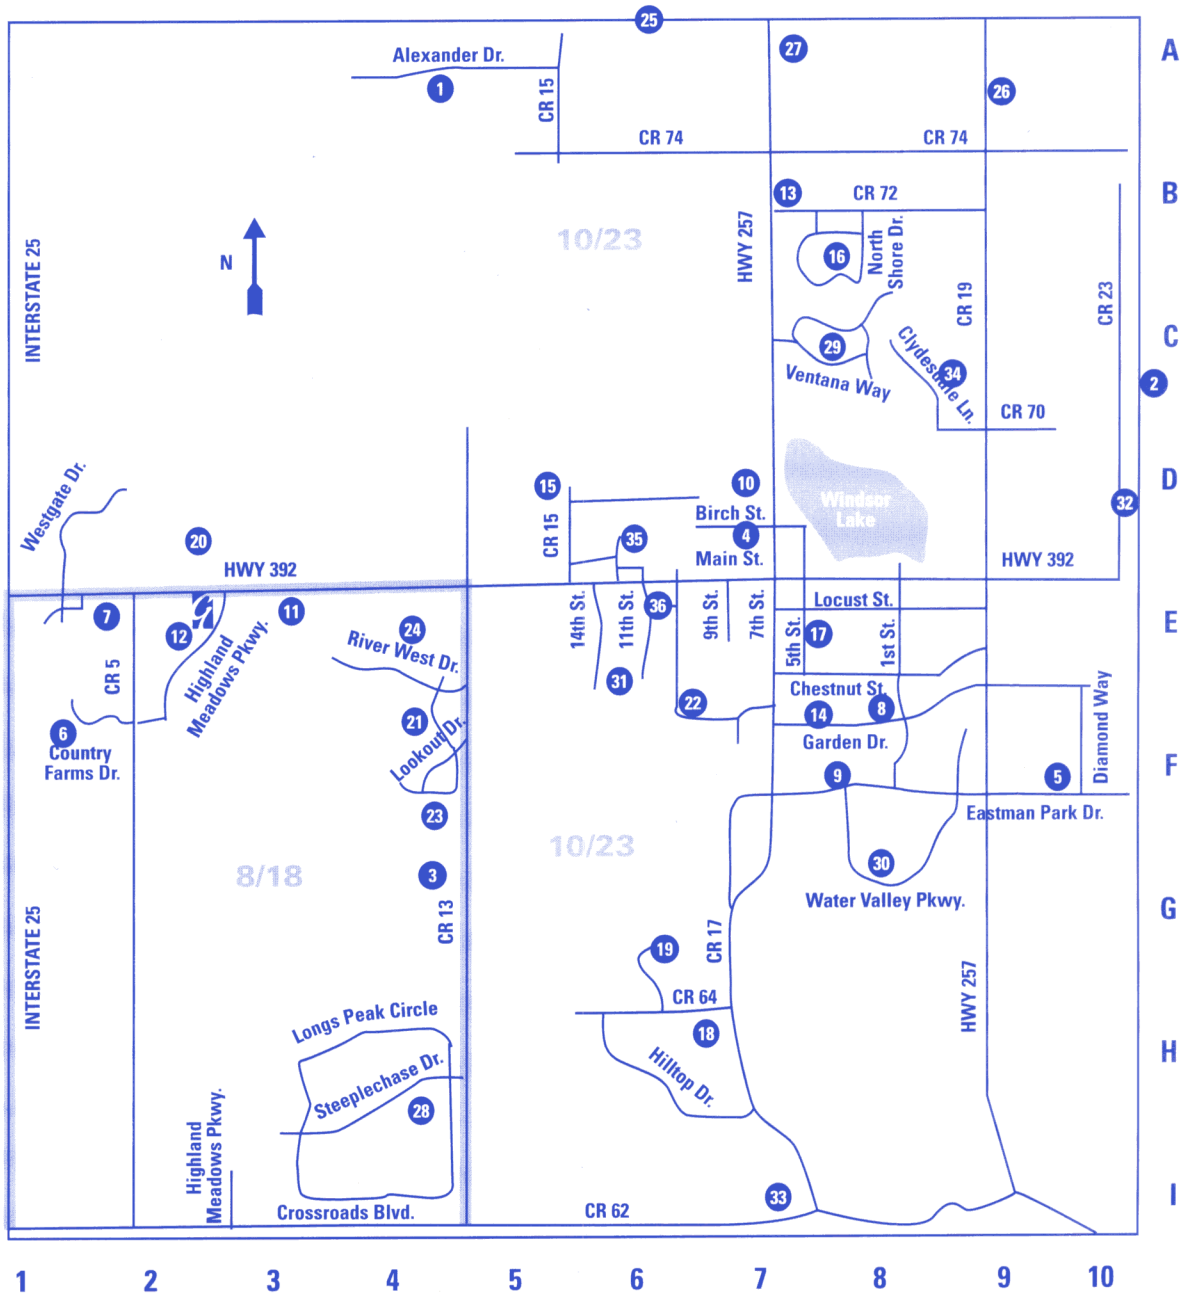 25
A
27
Alexander Dr.
1
CR 15
26
CR 74
CR 74
B
13
CR 72
HWY 257
North
Shore Dr.
10/23
16
N
INTERSTATE 25
CR 19
CR 23
C
29
Clydesdale Ln.
34
2
Ventana Way
CR 70
Westgate Dr.
15
10
D
Windsor
Lake
32
Birch St.
CR 15
35
4
20
Main St.
HWY 392
HWY 392
7
11
36
Locust St.
E
12
24
14th St.
11th St.
9th St.
7th St.
5th St.
17
1st St.
Highland
Meadows Pkwy.
River West Dr.
CR 5
31
Chestnut St.
22
14
8
Diamond Way
6
21
Country
Farms Dr.
Lookout Dr.
Garden Dr.
F
9
5
Eastman Park Dr.
23
10/23
8/18
3
30
Water Valley Pkwy.
G
INTERSTATE 25
CR 13
CR 17
19
HWY 257
CR 64
Longs Peak Circle
18
H
Steeplechase Dr.
Hilltop Dr.
28
Highland
Meadows Pkwy.
33
I
Crossroads Blvd.
CR 62
1 2 3 4 5 6 7 8 9 10